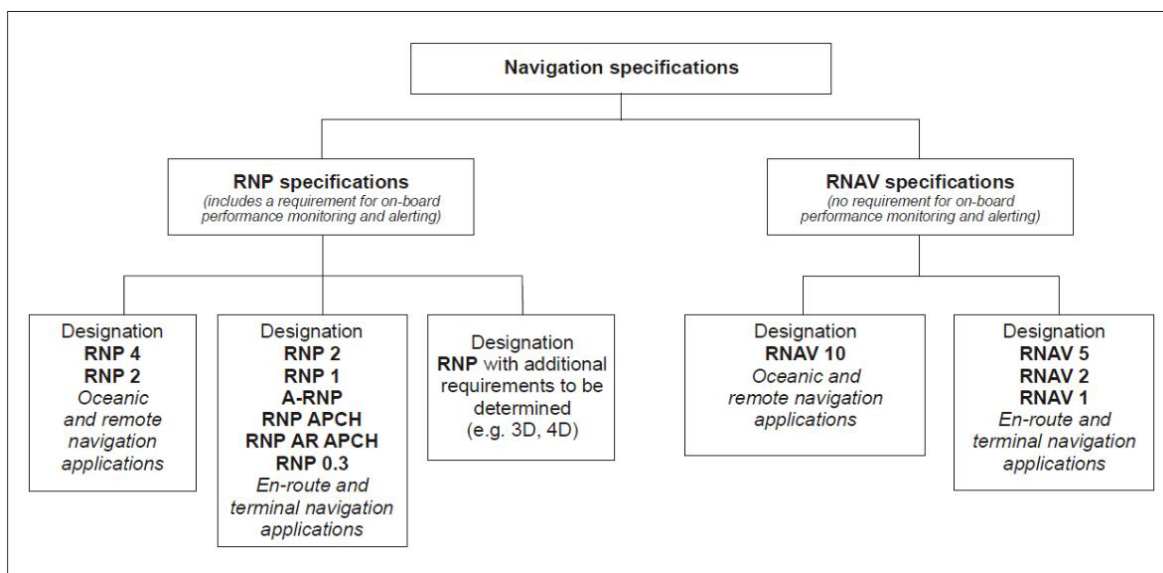 Navigation specifications
RNP specifications
(includes a requirement for on-board
performance monitoring and alerting)
RNAV specifications
(no requirement for on-board
performance monitoring and alerting)
Designation
RNP 4
RNP 2
Oceanic
and remote
navigation
applications
Designation
RNP 2
RNP 1
A-RNP
RNP APCH
RNP AR APCH
RNP 0.3
En-route and
terminal navigation
applications
Designation
RNP with additional
requirements to be
determined
(e.g. 3D, 4D)
Designation
RNAV 10
Oceanic and
remote navigation
applications
Designation
RNAV 5
RNAV 2
RNAV 1
En-route and
terminal navigation
applications